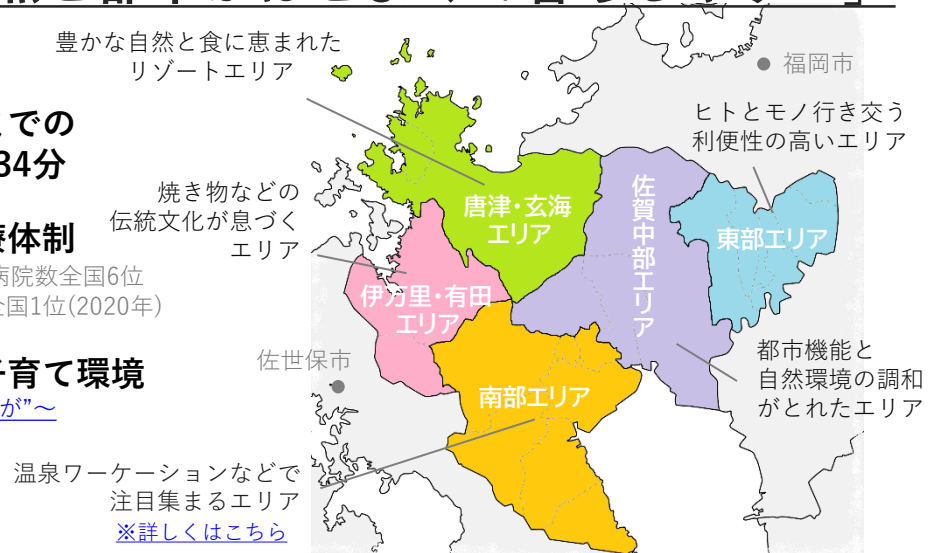 豊かな自然と食に恵まれた
リゾートエリア
福岡市
ヒトとモノ行き交う
利便性の高いエリア
での
34分
焼き物などの
伝統文化が息づく
エリア
唐津・玄海
エリア
佐賀中部エリア
東部エリア
療体制
病院数全国6位
全国1位(2020年)
伊万里・有田
エリア
佐世保市
子育て環境
が”～
南部エリア
都市機能と
自然環境の調和
がとれたエリア
温泉ワーケーションなどで
注目集まるエリア
※詳しくはこちら